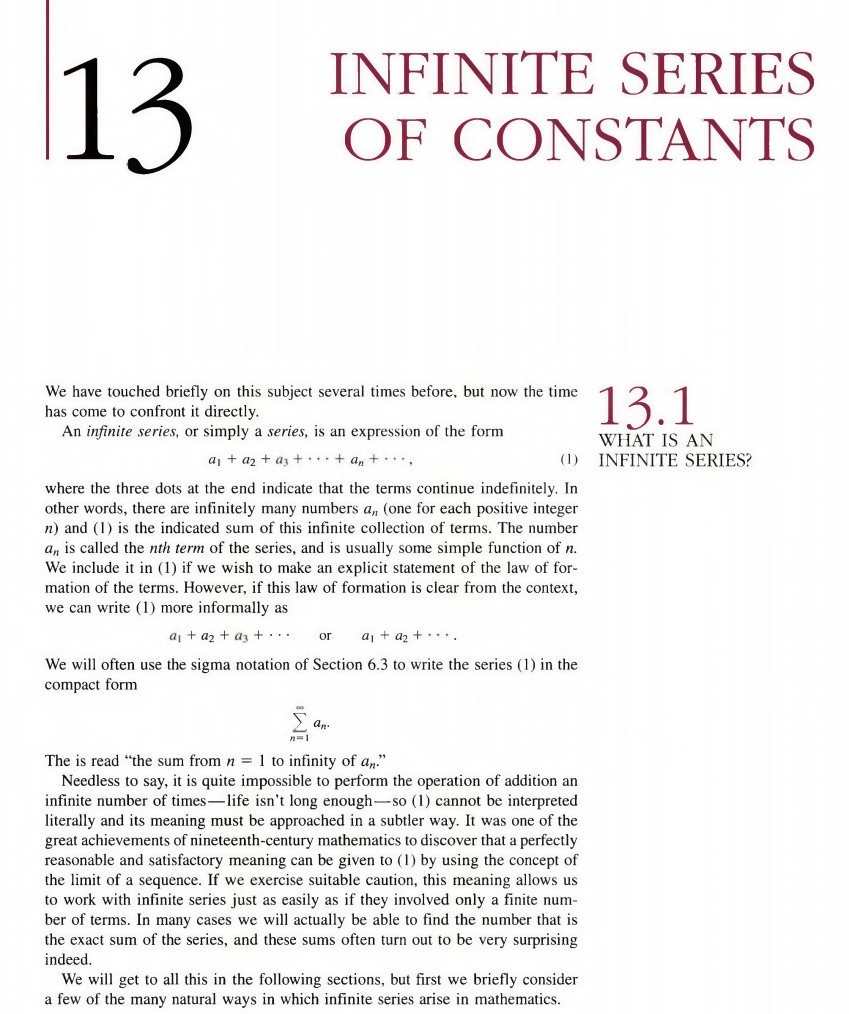 13
INFINITE SERIES
OF CONSTANTS
13.1
WHAT IS AN
INFINITE SERIES?
We have touched briefly on this subject several times before, but now the time
has come to confront it directly.
An infinite series, or simply a series, is an expression of the form
a₁ + a₂ + a₃ + · · · + aₙ + · · ·, (1)
where the three dots at the end indicate that the terms continue indefinitely. In
other words, there are infinitely many numbers aₙ (one for each positive integer
n) and (1) is the indicated sum of this infinite collection of terms. The number
aₙ is called the nth term of the series, and is usually some simple function of n.
We include it in (1) if we wish to make an explicit statement of the law of for-
mation of the terms. However, if this law of formation is clear from the context,
we can write (1) more informally as
a₁ + a₂ + a₃ + · · · or a₁ + a₂ + · · · .
We will often use the sigma notation of Section 6.3 to write the series (1) in the
compact form
∞
∑ aₙ.
n=1
The is read “the sum from n = 1 to infinity of aₙ.”
Needless to say, it is quite impossible to perform the operation of addition an
infinite number of times—life isn’t long enough—so (1) cannot be interpreted
literally and its meaning must be approached in a subtler way. It was one of the
great achievements of nineteenth-century mathematics to discover that a perfectly
reasonable and satisfactory meaning can be given to (1) by using the concept of
the limit of a sequence. If we exercise suitable caution, this meaning allows us
to work with infinite series just as easily as if they involved only a finite num-
ber of terms. In many cases we will actually be able to find the number that is
the exact sum of the series, and these sums often turn out to be very surprising
indeed.
We will get to all this in the following sections, but first we briefly consider
a few of the many natural ways in which infinite series arise in mathematics.